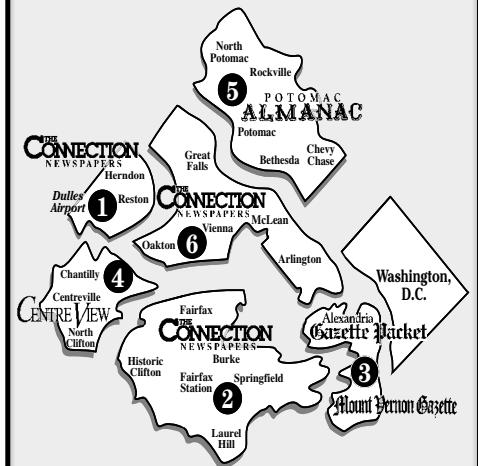 North
Potomac
Rockville
5
POTOMAC
ALMANAC
Potomac
Chevy
Chase
Bethesda
THE
CONNECTION
NEWSPAPERS
Herndon
Dulles
Airport
1
Reston
Great
Falls
THE
CONNECTION
NEWSPAPERS
McLean
Vienna
Oakton
6
Arlington
Chantilly
4
Centreville
CENTRE VIEW
North
Clifton
Washington,
D.C.
Fairfax
THE
CONNECTION
NEWSPAPERS
Burke
Historic
Clifton
Fairfax
Station
Springfield
2
Laurel
Hill
Alexandria
Gazette Packet
3
Mount Vernon Gazette